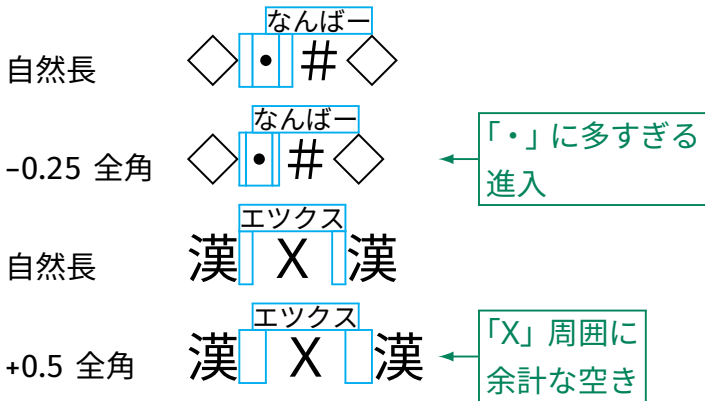 なんばー
自然長 ◇・#◇
なんばー
-0.25 全角 ◇・#◇
「・」に多すぎる
進入
エツクス
自然長 漢 X 漢
エツクス
+0.5 全角 漢 X 漢
「X」周囲に
余計な空き